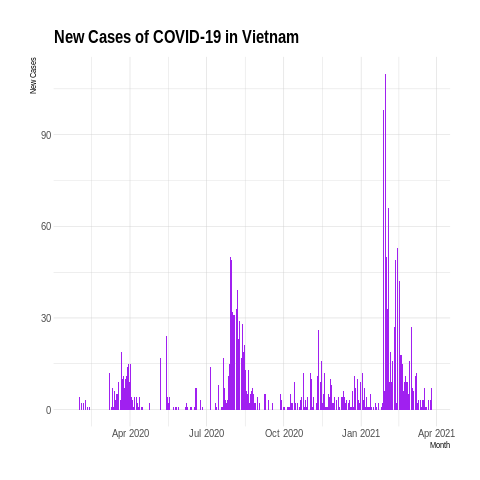 New Cases of COVID-19 in Vietnam
New Cases
90
60
30
0
Apr 2020 Jul 2020 Oct 2020 Jan 2021 Apr 2021
Month